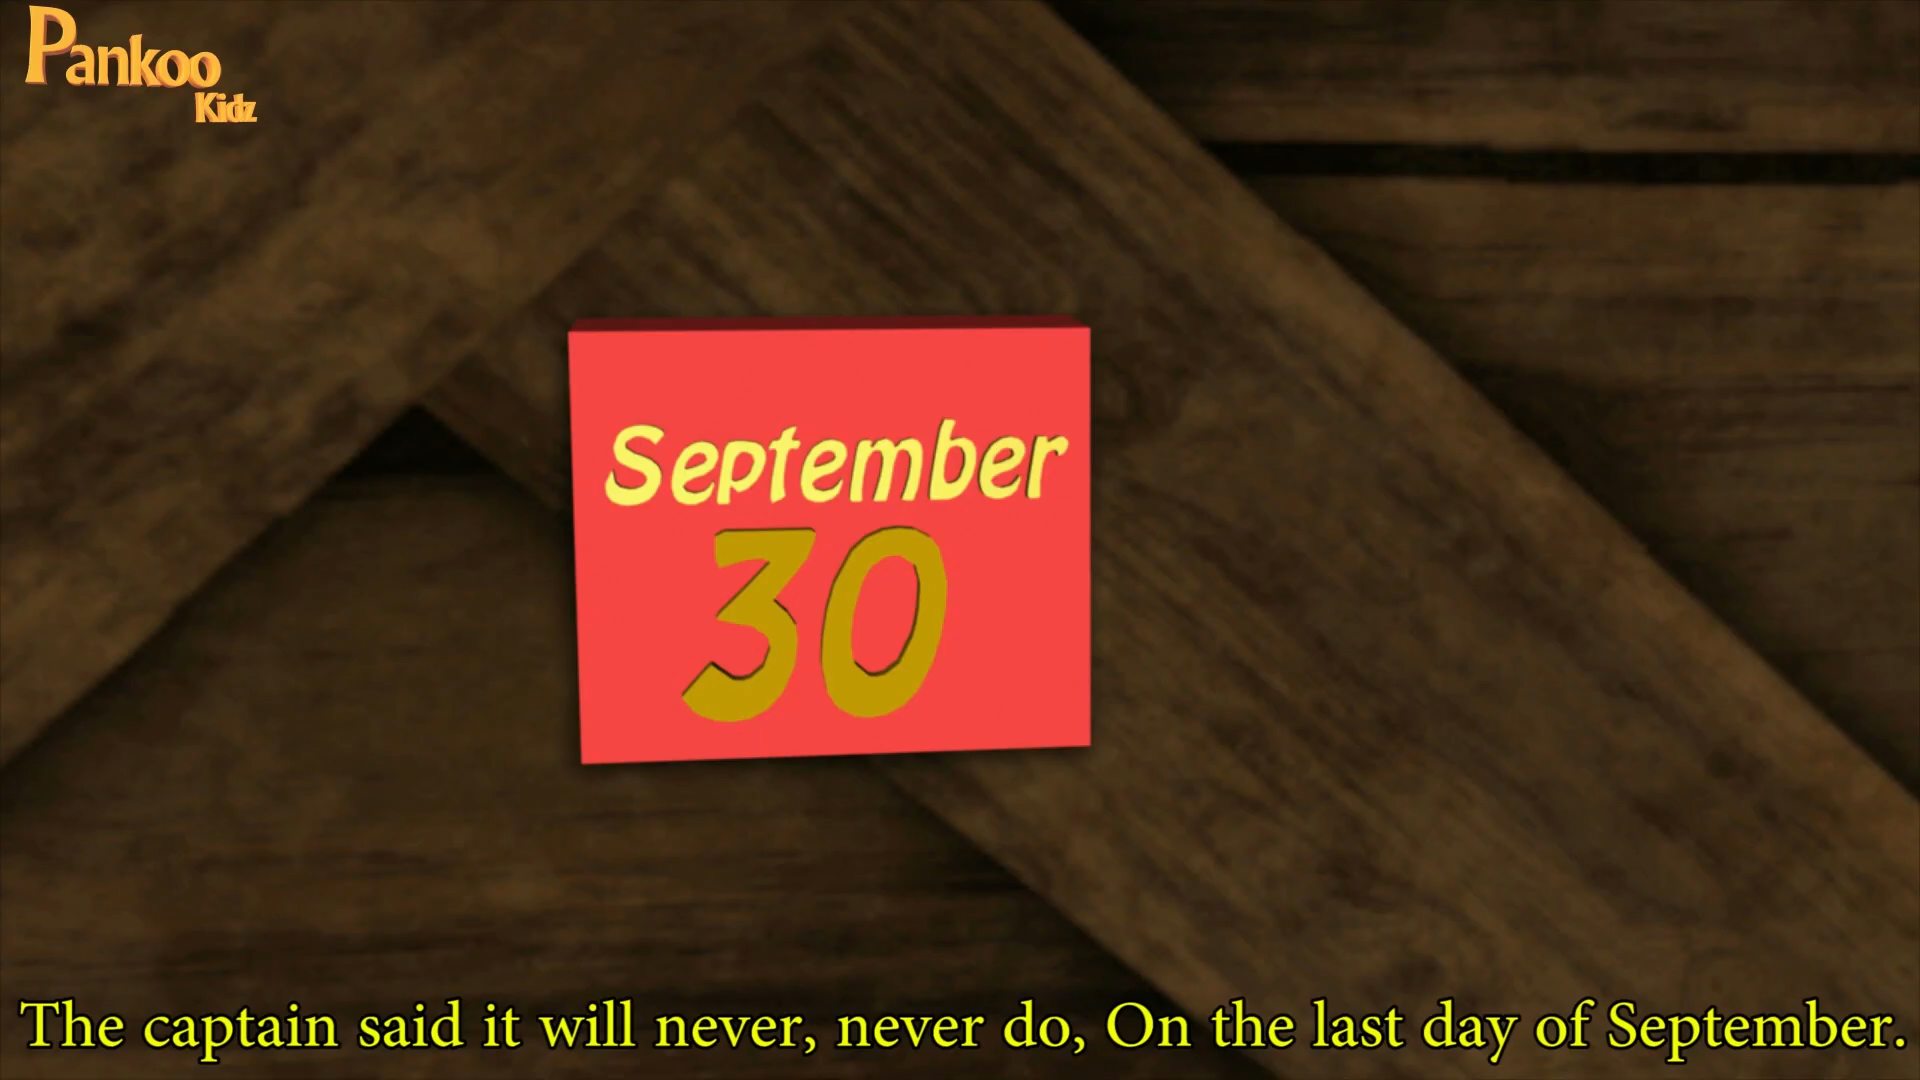 Pankoo
Kidz
September
30
The captain said it will never, never do, On the last day of September.